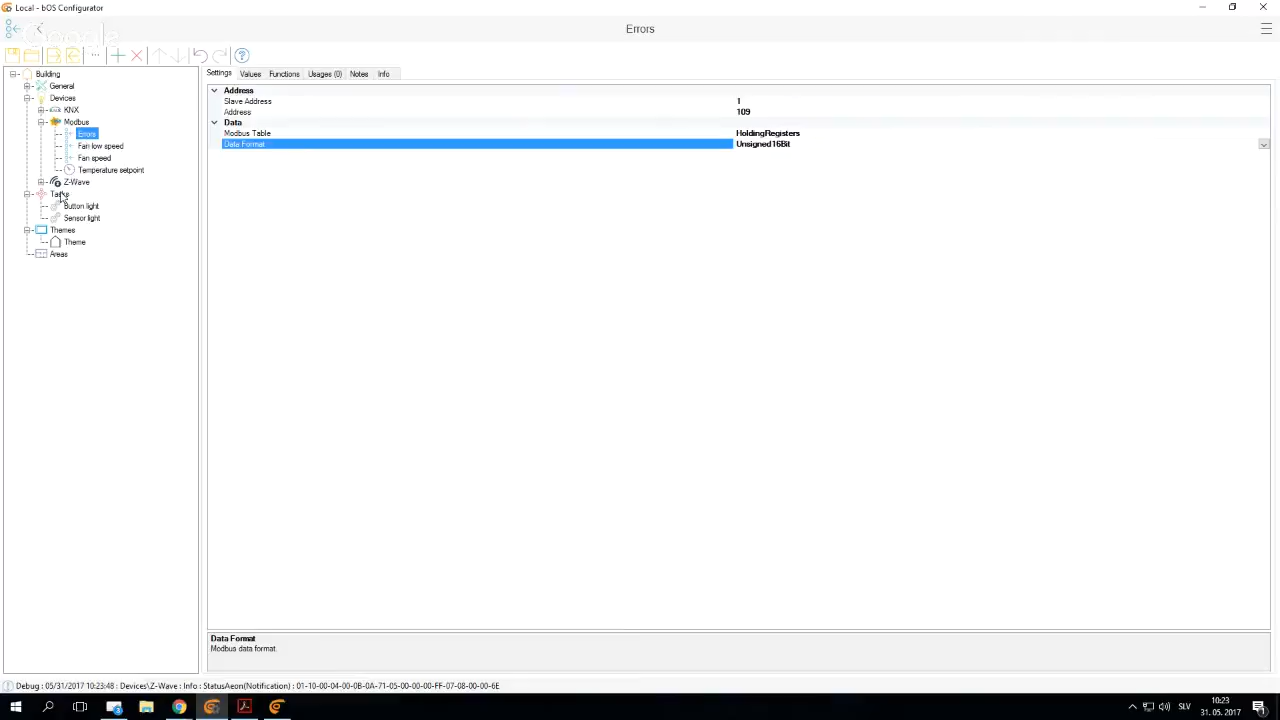 Local - bOS Configurator
Errors
Building
General
Devices
KNX
Modbus
Errors
Fan low speed
Fan speed
Temperature setpoint
Z-Wave
Tasks
Button light
Sensor light
Themes
Theme
Areas
Settings Values Functions Usages (0) Notes Info
Address
Slave Address 1
Address 109
Data
Modbus Table HoldingRegisters
Data Format Unsigned16Bit
Data Format
Modbus data format.
Debug : 05/31/2017 10:23:48 : Devices\Z-Wave : Info : StatusAeon(Notification) : 01-10-00-04-00-0B-0A-71-05-00-00-00-FF-07-08-00-00-6E
SLV
10:23
31. 05. 2017